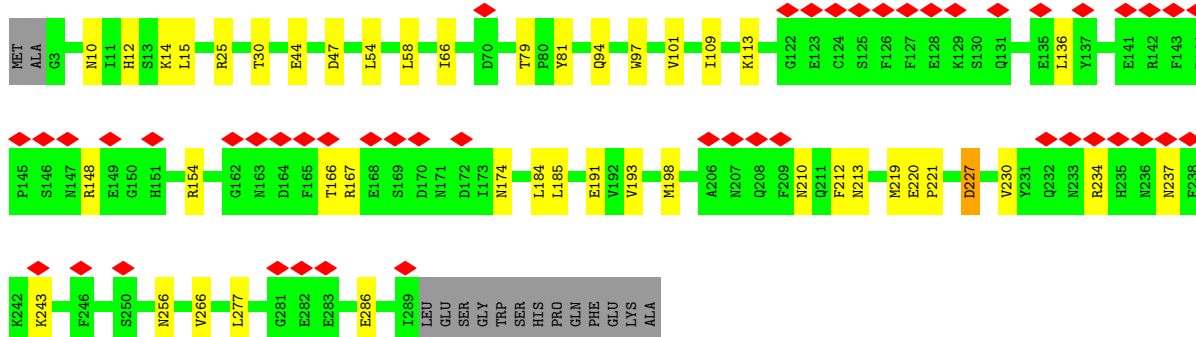 MET ALA G3 N10 I11 H12 S13 K14 L15 R25 T30 E44 D47 L54 L58 I66 D70 T79 P80 Y81 Q94 W97 V101 I109 K113 G122 E123 C124 S125 F126 F127 E128 K129 S130 Q131 E135 L136 Y137 E141 R142 F143
P145 S146 N147 R148 E149 G150 H151 R154 G162 N163 D164 F165 T166 R167 E168 S169 D170 N171 D172 I173 N174 L184 L185 E191 V192 V193 M198 A206 N207 Q208 F209 N210 Q211 F212 N213 M219 E220 P221 D227 V230 Y231 Q232 N233 R234 H235 N236 N237 F238
K242 K243 F246 S250 N256 V266 L277 G281 E282 E283 E286 I289 LEU GLU SER GLY TRP SER HIS PRO GLN PHE GLU LYS ALA